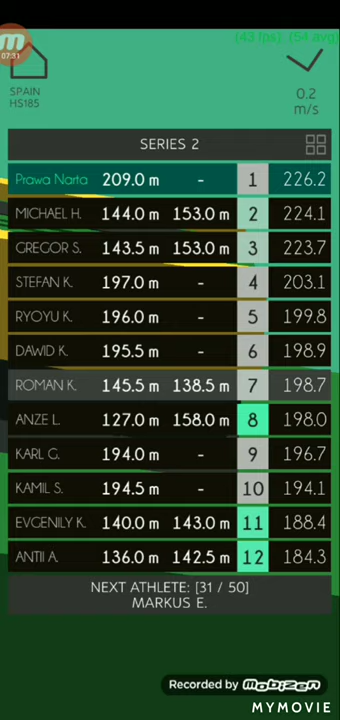 (43 fps); (54 avg)
07:31
SPAIN
HS185
0.2
m/s
SERIES 2
Prawa Narta 209.0 m - 1 226.2
MICHAEL H. 144.0 m 153.0 m 2 224.1
GREGOR S. 143.5 m 153.0 m 3 223.7
STEFAN K. 197.0 m - 4 203.1
RYOYU K. 196.0 m - 5 199.8
DAWID K. 195.5 m - 6 198.9
ROMAN K. 145.5 m 138.5 m 7 198.7
ANZE L. 127.0 m 158.0 m 8 198.0
KARL G. 194.0 m - 9 196.7
KAMIL S. 194.5 m - 10 194.1
EVGENILY K. 140.0 m 143.0 m 11 188.4
ANTII A. 136.0 m 142.5 m 12 184.3
NEXT ATHLETE: [31 / 50]
MARKUS E.
Recorded by mobizen
MYMOVIE